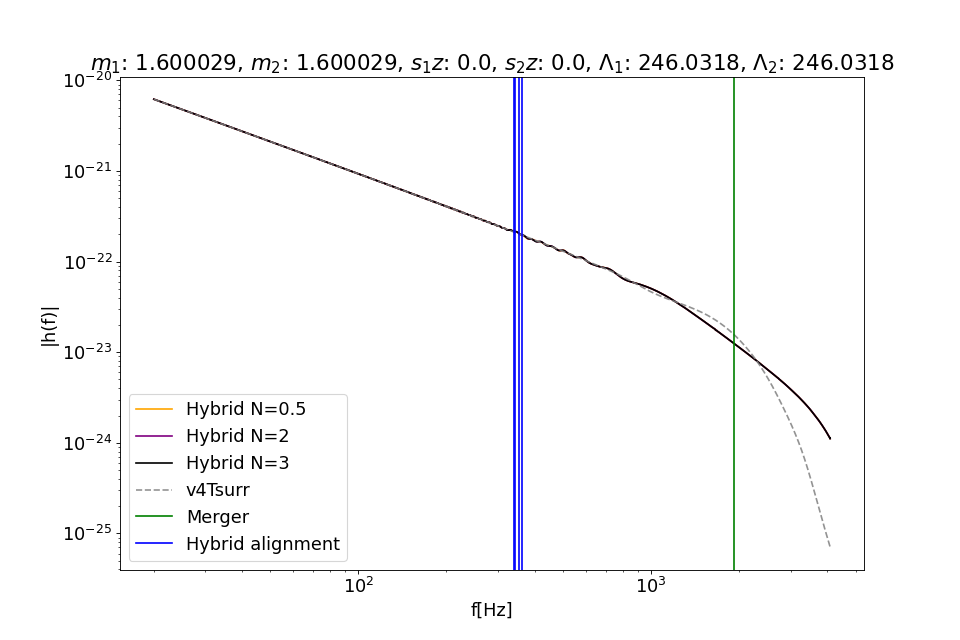 m₁: 1.600029, m₂: 1.600029, s₁z: 0.0, s₂z: 0.0, Λ₁: 246.0318, Λ₂: 246.0318
10⁻²⁰
10⁻²¹
10⁻²²
10⁻²³
10⁻²⁴
10⁻²⁵
|h(f)|
Hybrid N=0.5
Hybrid N=2
Hybrid N=3
v4Tsurr
Merger
Hybrid alignment
10² 10³
f[Hz]